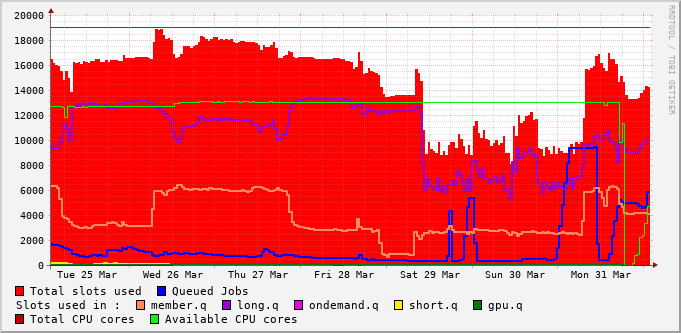 RRDTOOL / TOBI OETIKER
20000
18000
16000
14000
12000
10000
8000
6000
4000
2000
0
Tue 25 Mar Wed 26 Mar Thu 27 Mar Fri 28 Mar Sat 29 Mar Sun 30 Mar Mon 31 Mar
Total slots used Queued Jobs
Slots used in : member.q long.q ondemand.q short.q gpu.q
Total CPU cores Available CPU cores